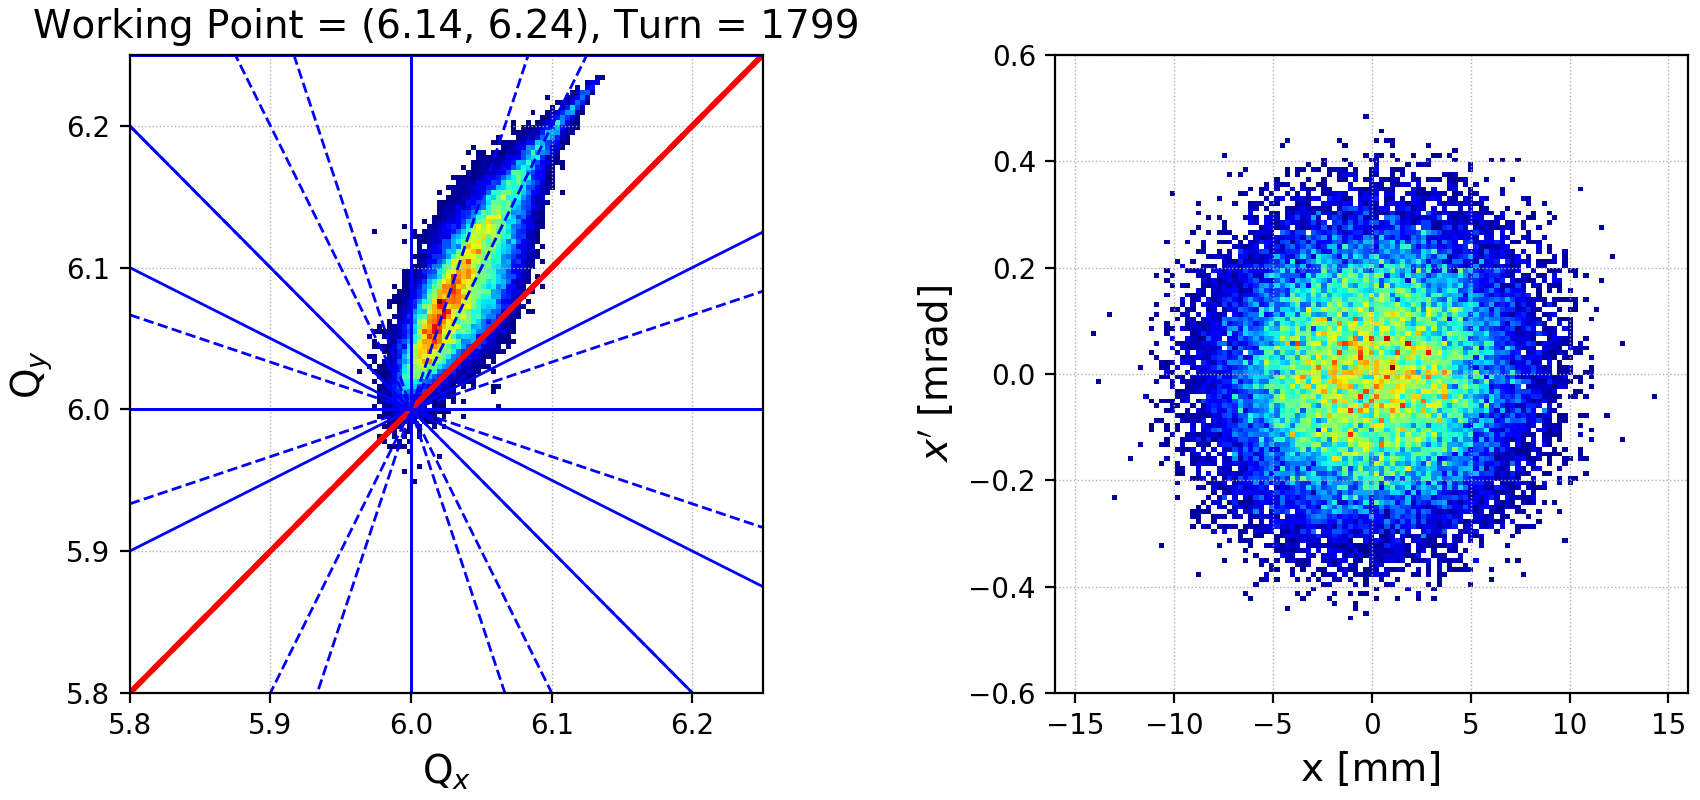 Working Point = (6.14, 6.24), Turn = 1799
6.2
6.1
6.0
5.9
5.8
Qy
5.8 5.9 6.0 6.1 6.2
Qx
0.6
0.4
0.2
0.0
−0.2
−0.4
−0.6
x′ [mrad]
−15 −10 −5 0 5 10 15
x [mm]